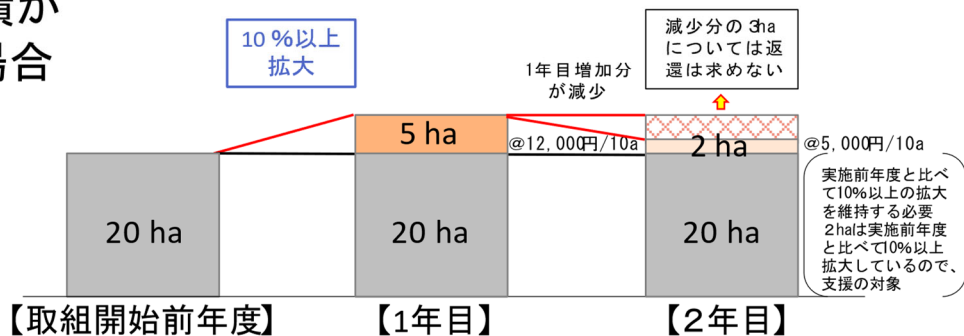 積が
場合
10％以上
拡大
1年目増加分
が減少
減少分の3ha
については返
還は求めない
5 ha
@12,000円/10a
2 ha
@5,000円/10a
20 ha
20 ha
20 ha
実施前年度と比べ
て10％以上の拡大
を維持する必要
2haは実施前年度
と比べて10％以上
拡大しているので、
支援の対象
【取組開始前年度】
【1年目】
【２年目】